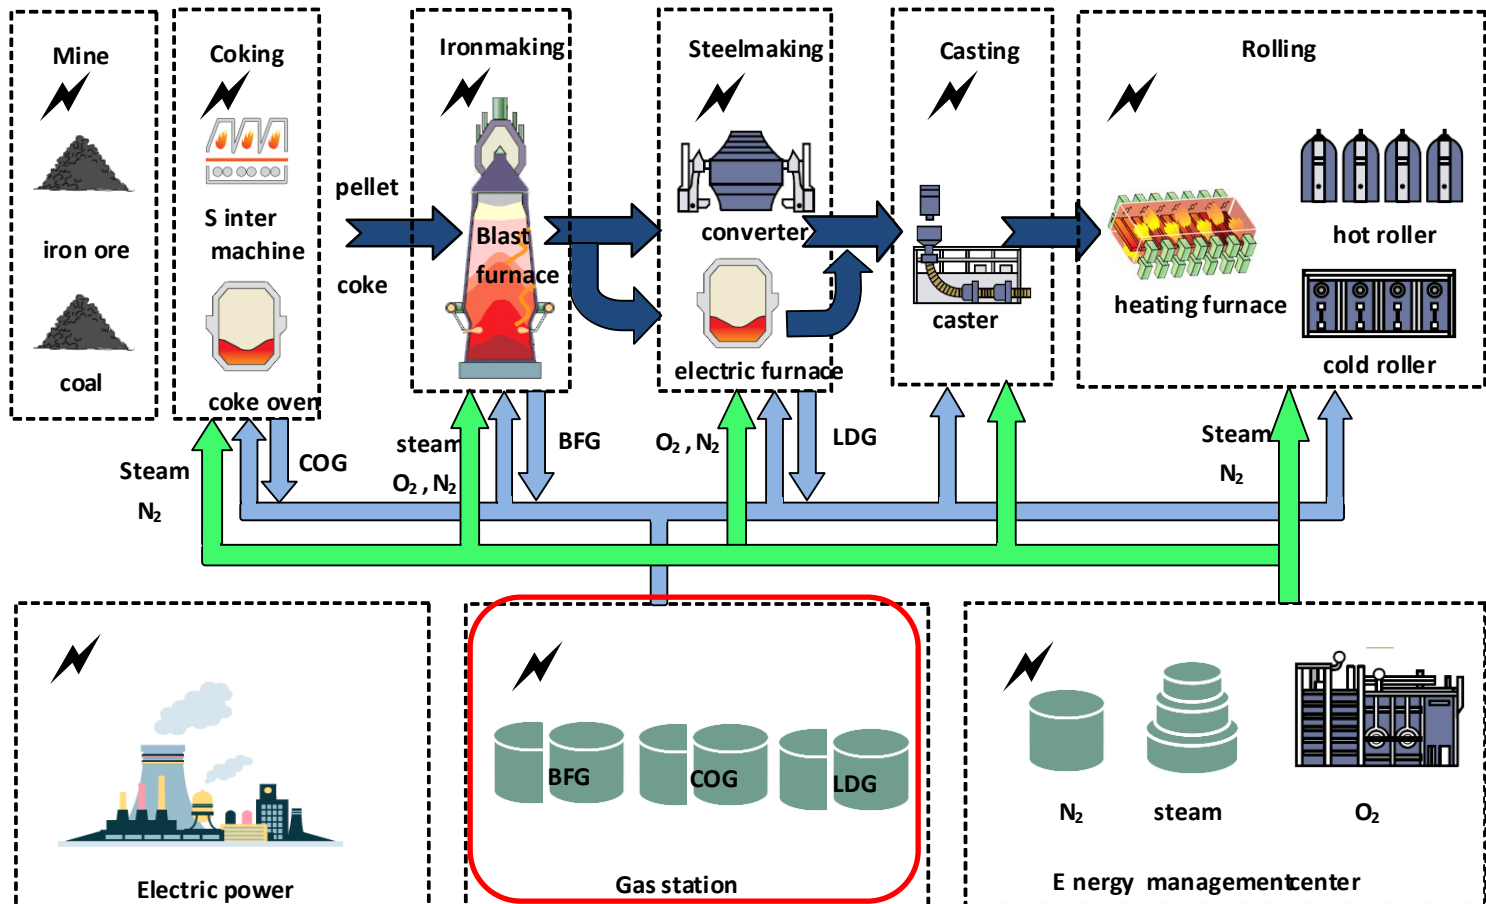 Mine
Coking
Ironmaking
Steelmaking
Casting
Rolling
iron ore
coal
S inter
machine
coke oven
pellet
coke
Blast
furnace
converter
electric furnace
caster
heating furnace
hot roller
cold roller
Steam
N₂
COG
steam
O₂ , N₂
BFG
O₂ , N₂
LDG
Steam
N₂
Electric power
BFG
COG
LDG
Gas station
N₂
steam
O₂
E nergy managementcenter